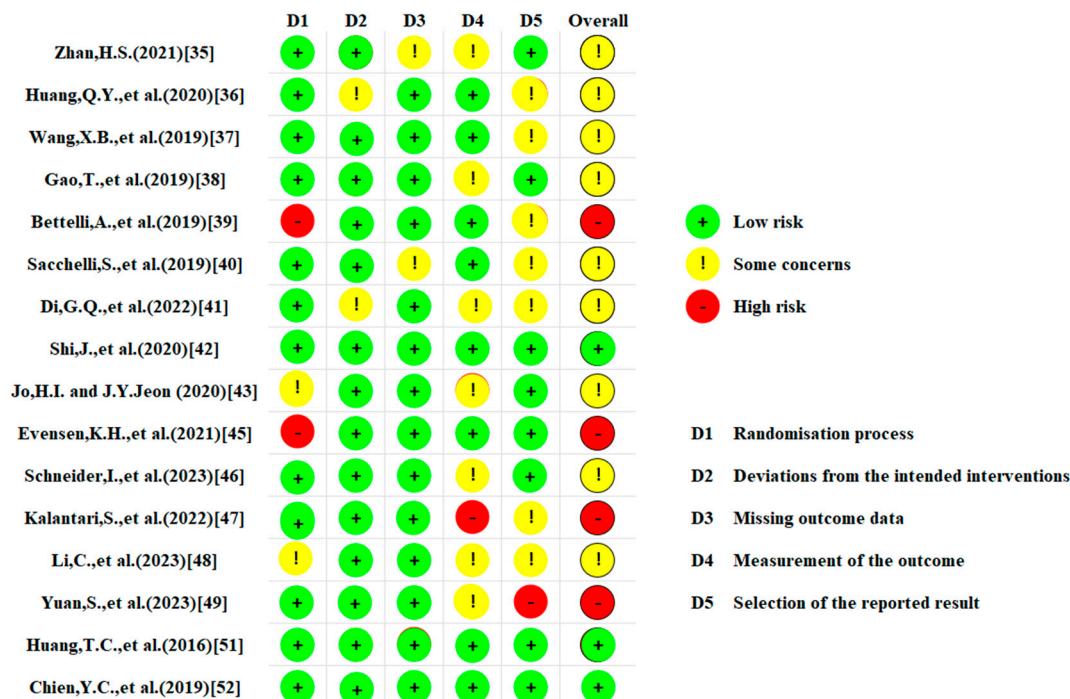 D1 D2 D3 D4 D5 Overall
Zhan,H.S.(2021)[35] + + ! ! + !
Huang,Q.Y.,et al.(2020)[36] + ! + + ! !
Wang,X.B.,et al.(2019)[37] + + + + ! !
Gao,T.,et al.(2019)[38] + + + ! + !
Bettelli,A.,et al.(2019)[39] - + + + ! -
Sacchelli,S.,et al.(2019)[40] + + ! + ! !
Di,G.Q.,et al.(2022)[41] + ! + ! ! !
Shi,J.,et al.(2020)[42] + + + + + +
Jo,H.I. and J.Y.Jeon (2020)[43] ! + + ! + !
Evensen,K.H.,et al.(2021)[45] - + + + + -
Schneider,I.,et al.(2023)[46] + + + ! + !
Kalantari,S.,et al.(2022)[47] + + + - ! -
Li,C.,et al.(2023)[48] ! + + ! ! !
Yuan,S.,et al.(2023)[49] + + + ! - -
Huang,T.C.,et al.(2016)[51] + + + + + +
Chien,Y.C.,et al.(2019)[52] + + + + + +
+ Low risk
! Some concerns
- High risk
D1 Randomisation process
D2 Deviations from the intended interventions
D3 Missing outcome data
D4 Measurement of the outcome
D5 Selection of the reported result